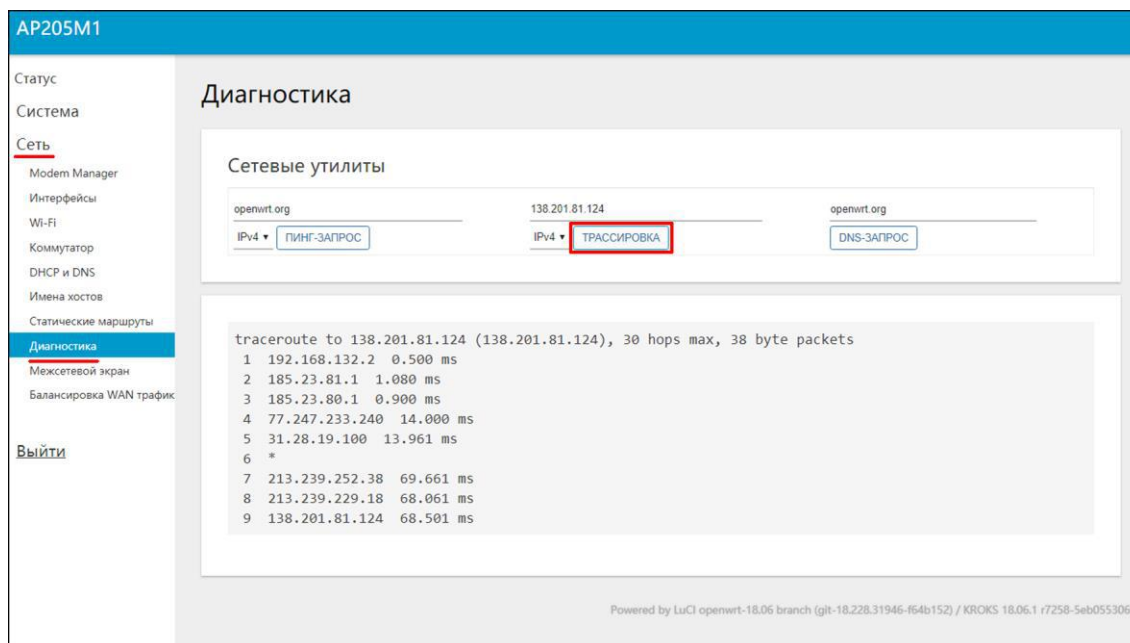 AP205M1
Статус
Система
Сеть
Modem Manager
Интерфейсы
Wi-Fi
Коммутатор
DHCP и DNS
Имена хостов
Статические маршруты
Диагностика
Межсетевой экран
Балансировка WAN трафик
Выйти
Диагностика
Сетевые утилиты
openwrt.org 138.201.81.124 openwrt.org
IPv4 ПИНГ-ЗАПРОС IPv4 ТРАССИРОВКА DNS-ЗАПРОС
traceroute to 138.201.81.124 (138.201.81.124), 30 hops max, 38 byte packets
1 192.168.132.2 0.500 ms
2 185.23.81.1 1.080 ms
3 185.23.80.1 0.900 ms
4 77.247.233.240 14.000 ms
5 31.28.19.100 13.961 ms
6 *
7 213.239.252.38 69.661 ms
8 213.239.229.18 68.061 ms
9 138.201.81.124 68.501 ms
Powered by LuCI openwrt-18.06 branch (git-18.228.31946-f64b152) / KROKS 18.06.1 r7258-5eb055306